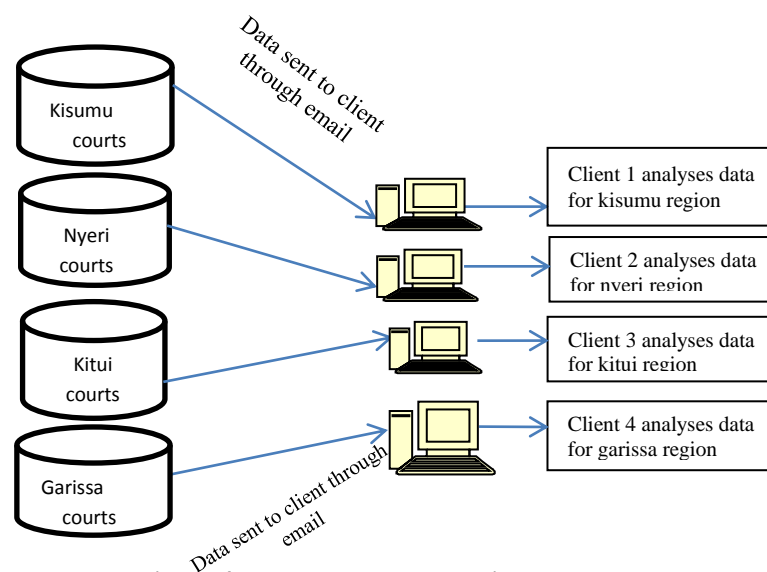 Data sent to client
through email
Kisumu
courts
Client 1 analyses data
for kisumu region
Nyeri
courts
Client 2 analyses data
for nyeri region
Kitui
courts
Client 3 analyses data
for kitui region
Client 4 analyses data
for garissa region
Garissa
courts
Data sent to client through
email